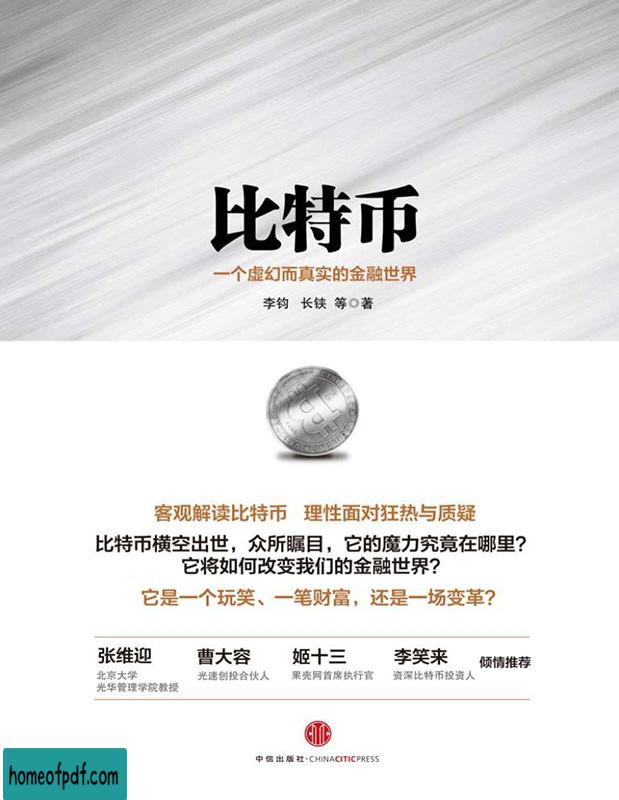 比特币
一个虚幻而真实的金融世界
李钧 长铗 等◎著
客观解读比特币 理性面对狂热与质疑
比特币横空出世，众所瞩目，它的魔力究竟在哪里？
它将如何改变我们的金融世界？
它是一个玩笑、一笔财富，还是一场变革？
张维迎 曹大容 姬十三 李笑来 倾情推荐
北京大学 光速创投合伙人 果壳网首席执行官 资深比特币投资人
光华管理学院教授
中信出版社·CHINACITICPRESS
homeofpdf.com